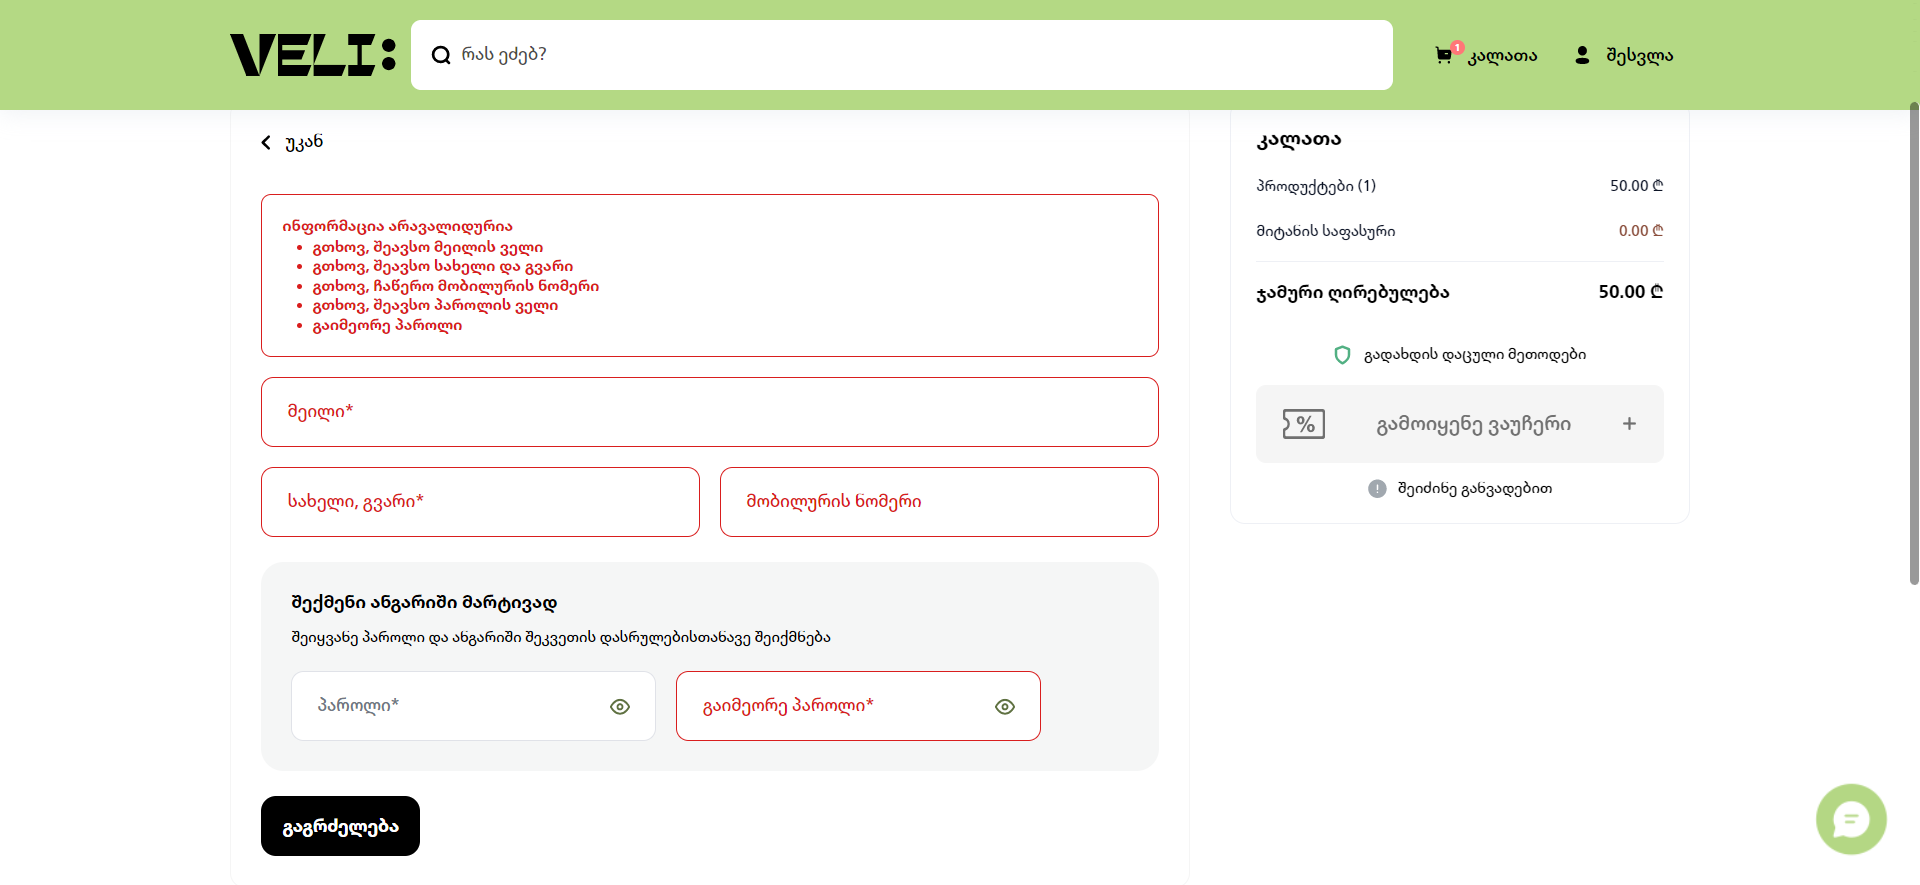 VELI:
რას ეძებ?
1
კალათა
შესვლა
უკან
ინფორმაცია არავალიდურია
• გთხოვ, შეავსო მეილის ველი
• გთხოვ, შეავსო სახელი და გვარი
• გთხოვ, ჩაწერო მობილურის ნომერი
• გთხოვ, შეავსო პაროლის ველი
• გაიმეორე პაროლი
მეილი*
სახელი, გვარი*
მობილურის ნომერი
შექმენი ანგარიში მარტივად
შეიყვანე პაროლი და ანგარიში შეკვეთის დასრულებისთანავე შეიქმნება
პაროლი*
გაიმეორე პაროლი*
გაგრძელება
კალათა
პროდუქტები (1) 50.00 ₾
მიტანის საფასური 0.00 ₾
ჯამური ღირებულება 50.00 ₾
გადახდის დაცული მეთოდები
% გამოიყენე ვაუჩერი +
შეიძინე განვადებით